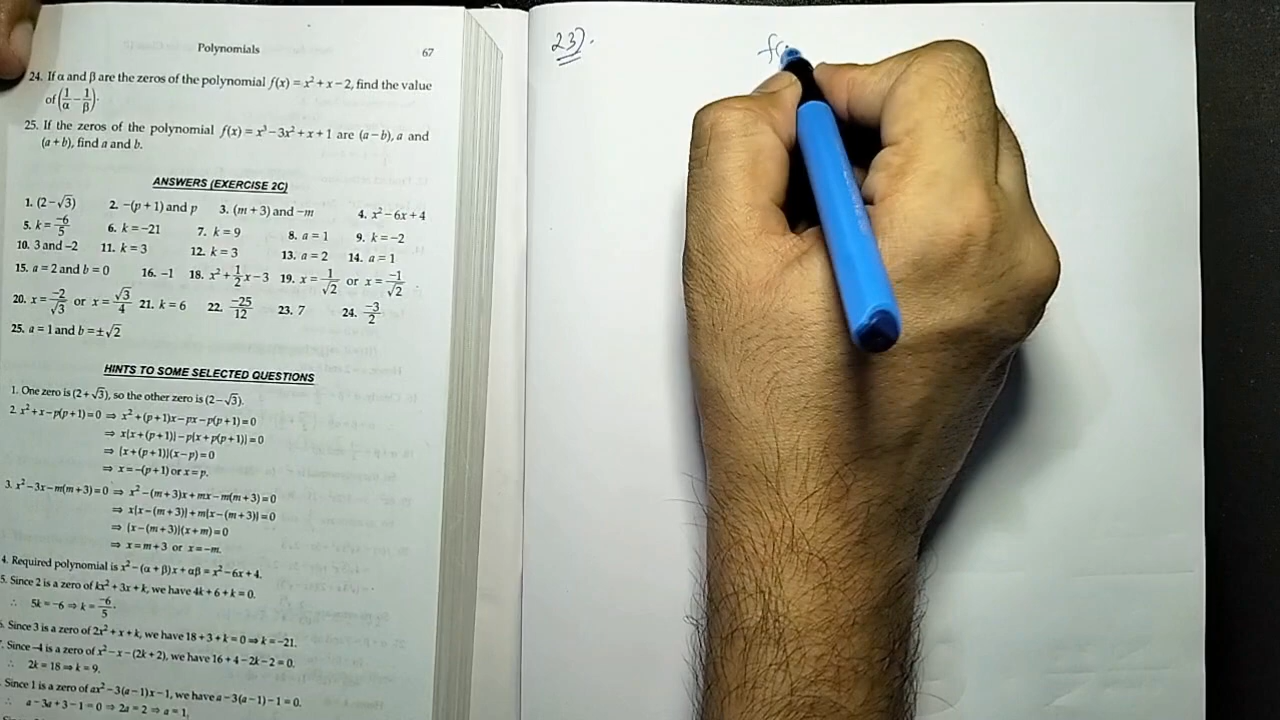 Polynomials 67
24. If α and β are the zeros of the polynomial f(x) = x² + x − 2, find the value
of (1/α − 1/β).
25. If the zeros of the polynomial f(x) = x³ − 3x² + x + 1 are (a − b), a and
(a + b), find a and b.
ANSWERS (EXERCISE 2C)
1. (2 − √3) 2. −(p + 1) and p 3. (m + 3) and −m 4. x² − 6x + 4
5. k = −6/5 6. k = −21 7. k = 9 8. a = 1 9. k = −2
10. 3 and −2 11. k = 3 12. k = 3 13. a = 2 14. a = 1
15. a = 2 and b = 0 16. −1 18. x² + 1/2 x − 3 19. x = 1/√2 or x = −1/√2
20. x = −2/√3 or x = √3/4 21. k = 6 22. −25/12 23. 7 24. −3/2
25. a = 1 and b = ±√2
HINTS TO SOME SELECTED QUESTIONS
1. One zero is (2 + √3), so the other zero is (2 − √3).
2. x² + x − p(p + 1) = 0 ⇒ x² + (p + 1)x − px − p(p + 1) = 0
⇒ x{x + (p + 1)} − p{x + p(p + 1)} = 0
⇒ {x + (p + 1)}(x − p) = 0
⇒ x = −(p + 1) or x = p.
3. x² − 3x − m(m + 3) = 0 ⇒ x² − (m + 3)x + mx − m(m + 3) = 0
⇒ x{x − (m + 3)} + m{x − (m + 3)} = 0
⇒ {x − (m + 3)}(x + m) = 0
⇒ x = m + 3 or x = −m.
4. Required polynomial is x² − (α + β)x + αβ = x² − 6x + 4.
5. Since 2 is a zero of kx² + 3x + k, we have 4k + 6 + k = 0.
∴ 5k = −6 ⇒ k = −6/5.
Since 3 is a zero of 2x² + x + k, we have 18 + 3 + k = 0 ⇒ k = −21.
Since −4 is a zero of x² − x − (2k + 2), we have 16 + 4 − 2k − 2 = 0.
∴ 2k = 18 ⇒ k = 9.
Since 1 is a zero of ax² − 3(a − 1)x − 1, we have a − 3(a − 1) − 1 = 0.
∴ a − 3a + 3 − 1 = 0 ⇒ 2a = 2 ⇒ a = 1.
23). f(